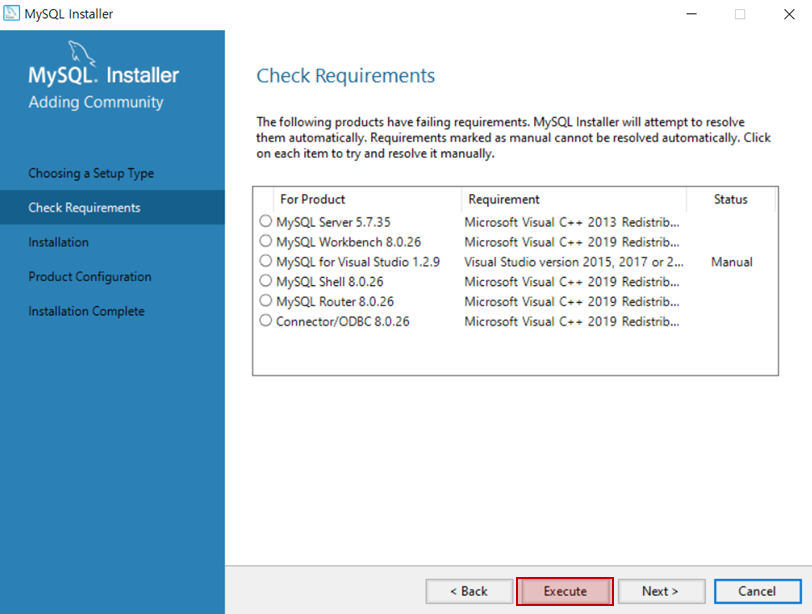 MySQL Installer
MySQL. Installer
Adding Community
Choosing a Setup Type
Check Requirements
Installation
Product Configuration
Installation Complete
Check Requirements
The following products have failing requirements. MySQL Installer will attempt to resolve
them automatically. Requirements marked as manual cannot be resolved automatically. Click
on each item to try and resolve it manually.
For Product Requirement Status
MySQL Server 5.7.35 Microsoft Visual C++ 2013 Redistrib...
MySQL Workbench 8.0.26 Microsoft Visual C++ 2019 Redistrib...
MySQL for Visual Studio 1.2.9 Visual Studio version 2015, 2017 or 2... Manual
MySQL Shell 8.0.26 Microsoft Visual C++ 2019 Redistrib...
MySQL Router 8.0.26 Microsoft Visual C++ 2019 Redistrib...
Connector/ODBC 8.0.26 Microsoft Visual C++ 2019 Redistrib...
< Back Execute Next > Cancel